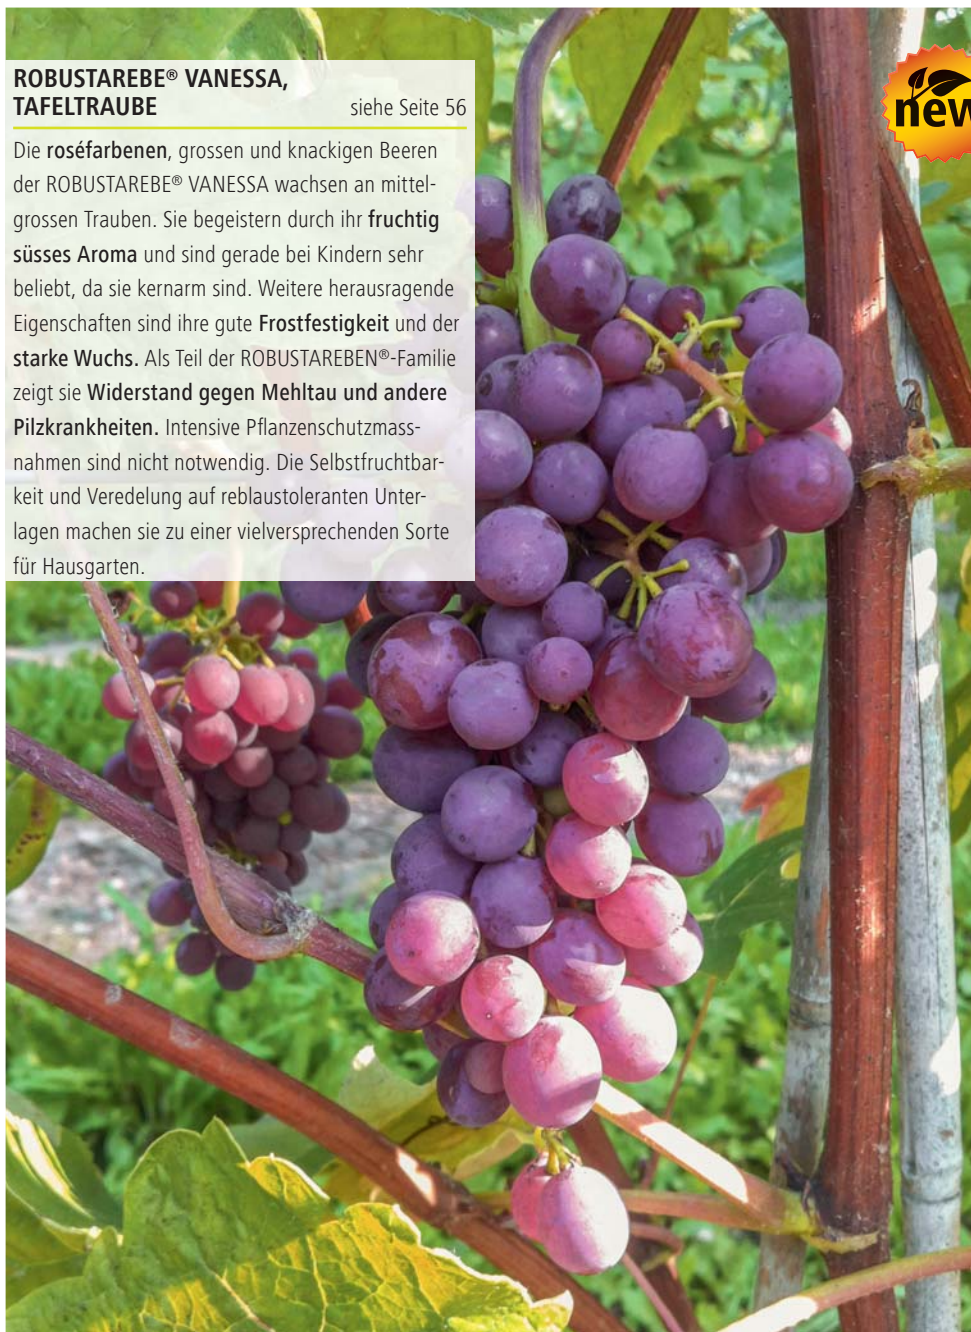 ROBUSTAREBE® VANESSA,
TAFELTRAUBE siehe Seite 56
Die roséfarbenen, grossen und knackigen Beeren
der ROBUSTAREBE® VANESSA wachsen an mittel-
grossen Trauben. Sie begeistern durch ihr fruchtig
süsses Aroma und sind gerade bei Kindern sehr
beliebt, da sie kernarm sind. Weitere herausragende
Eigenschaften sind ihre gute Frostfestigkeit und der
starke Wuchs. Als Teil der ROBUSTAREBEN®-Familie
zeigt sie Widerstand gegen Mehltau und andere
Pilzkrankheiten. Intensive Pflanzenschutzmass-
nahmen sind nicht notwendig. Die Selbstfruchtbar-
keit und Veredelung auf reblaustoleranten Unter-
lagen machen sie zu einer vielversprechenden Sorte
für Hausgarten.
new